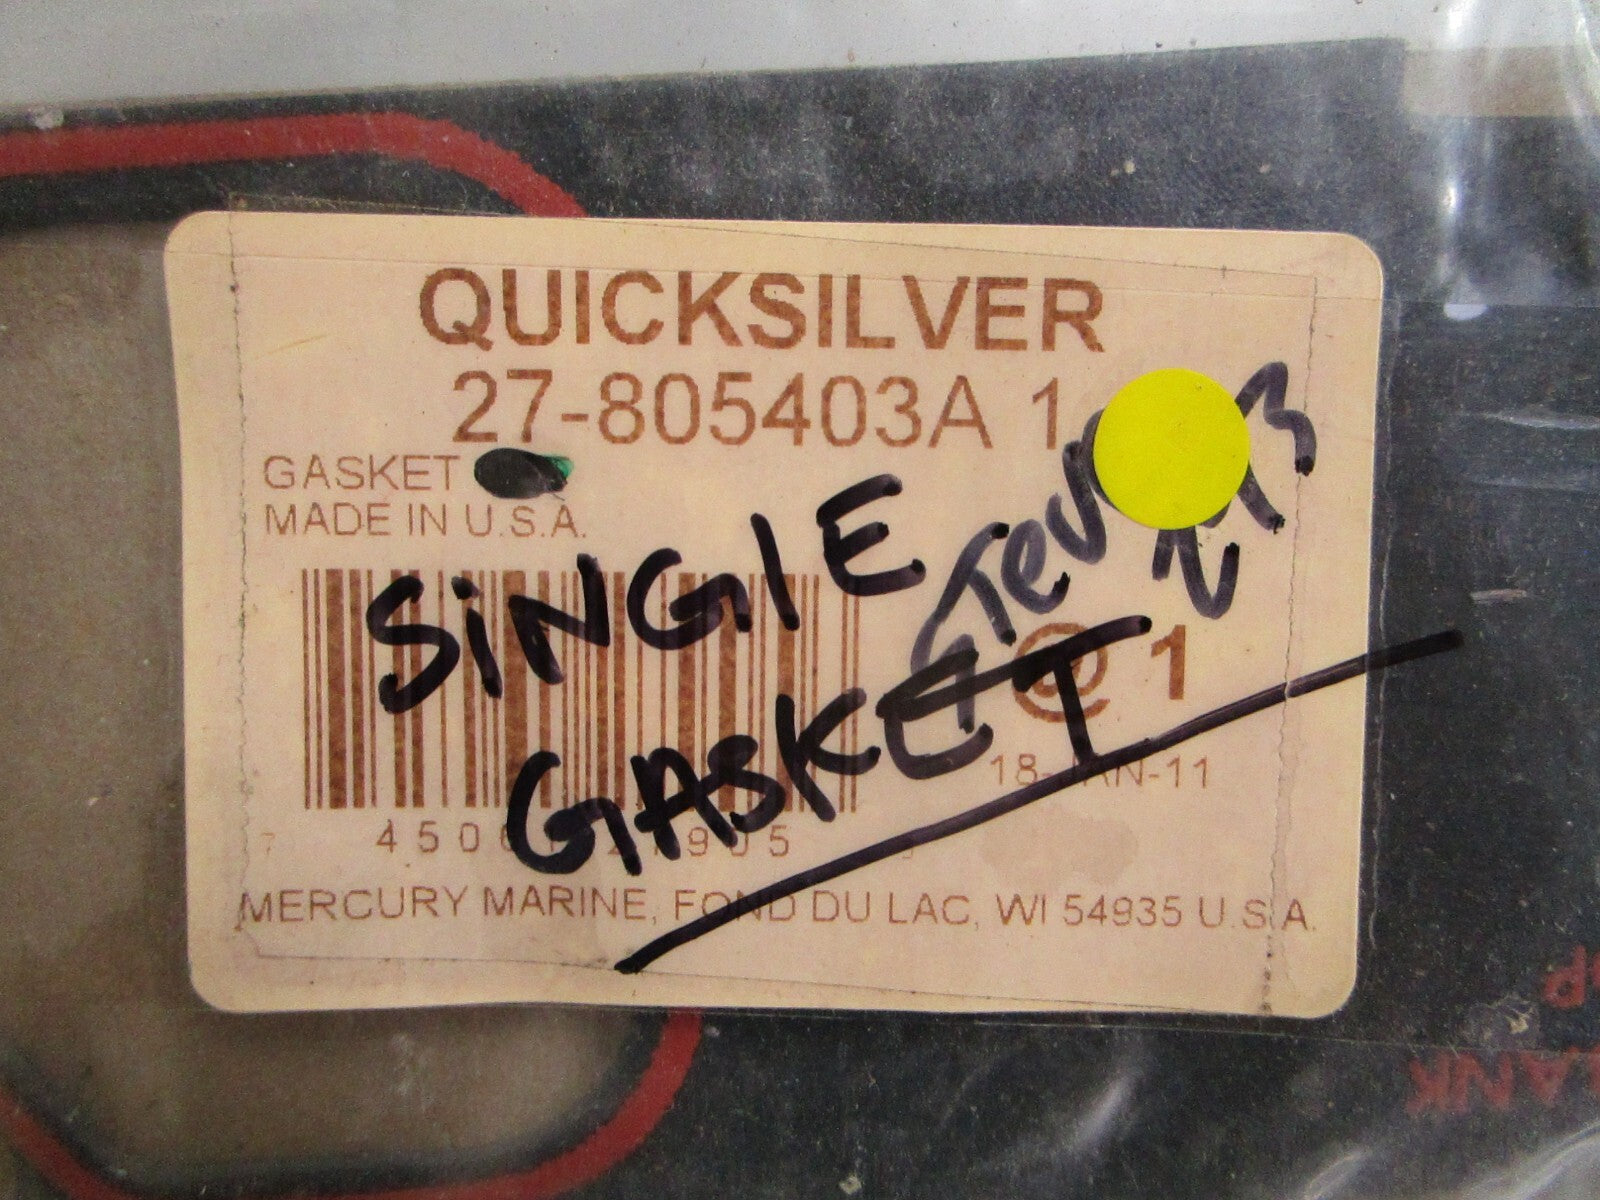 QUICKSILVER
27-805403A 1
GASKET
MADE IN U.S.A.
SiNGlE
GASKET
@ 1
18-JAN-11
MERCURY MARINE, FOND DU LAC, WI 54935 U.S.A.